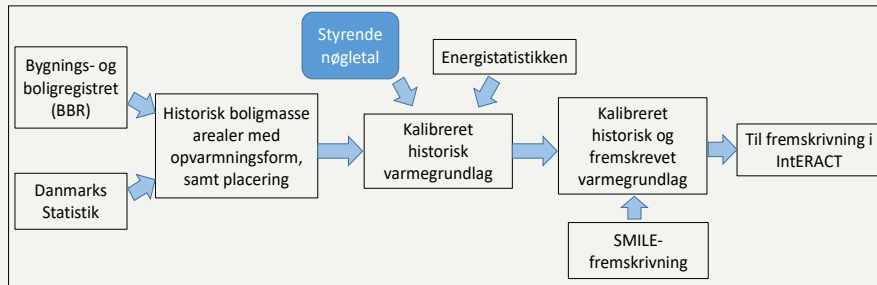 Styrende
nøgletal
Bygnings- og
boligregistret
(BBR)
Energistatistikken
Historisk boligmasse
arealer med
opvarmningsform,
samt placering
Kalibreret
historisk
varmegrundlag
Kalibreret
historisk og
fremskrevet
varmegrundlag
Til fremskrivning i
IntERACT
Danmarks
Statistik
SMILE-
fremskrivning